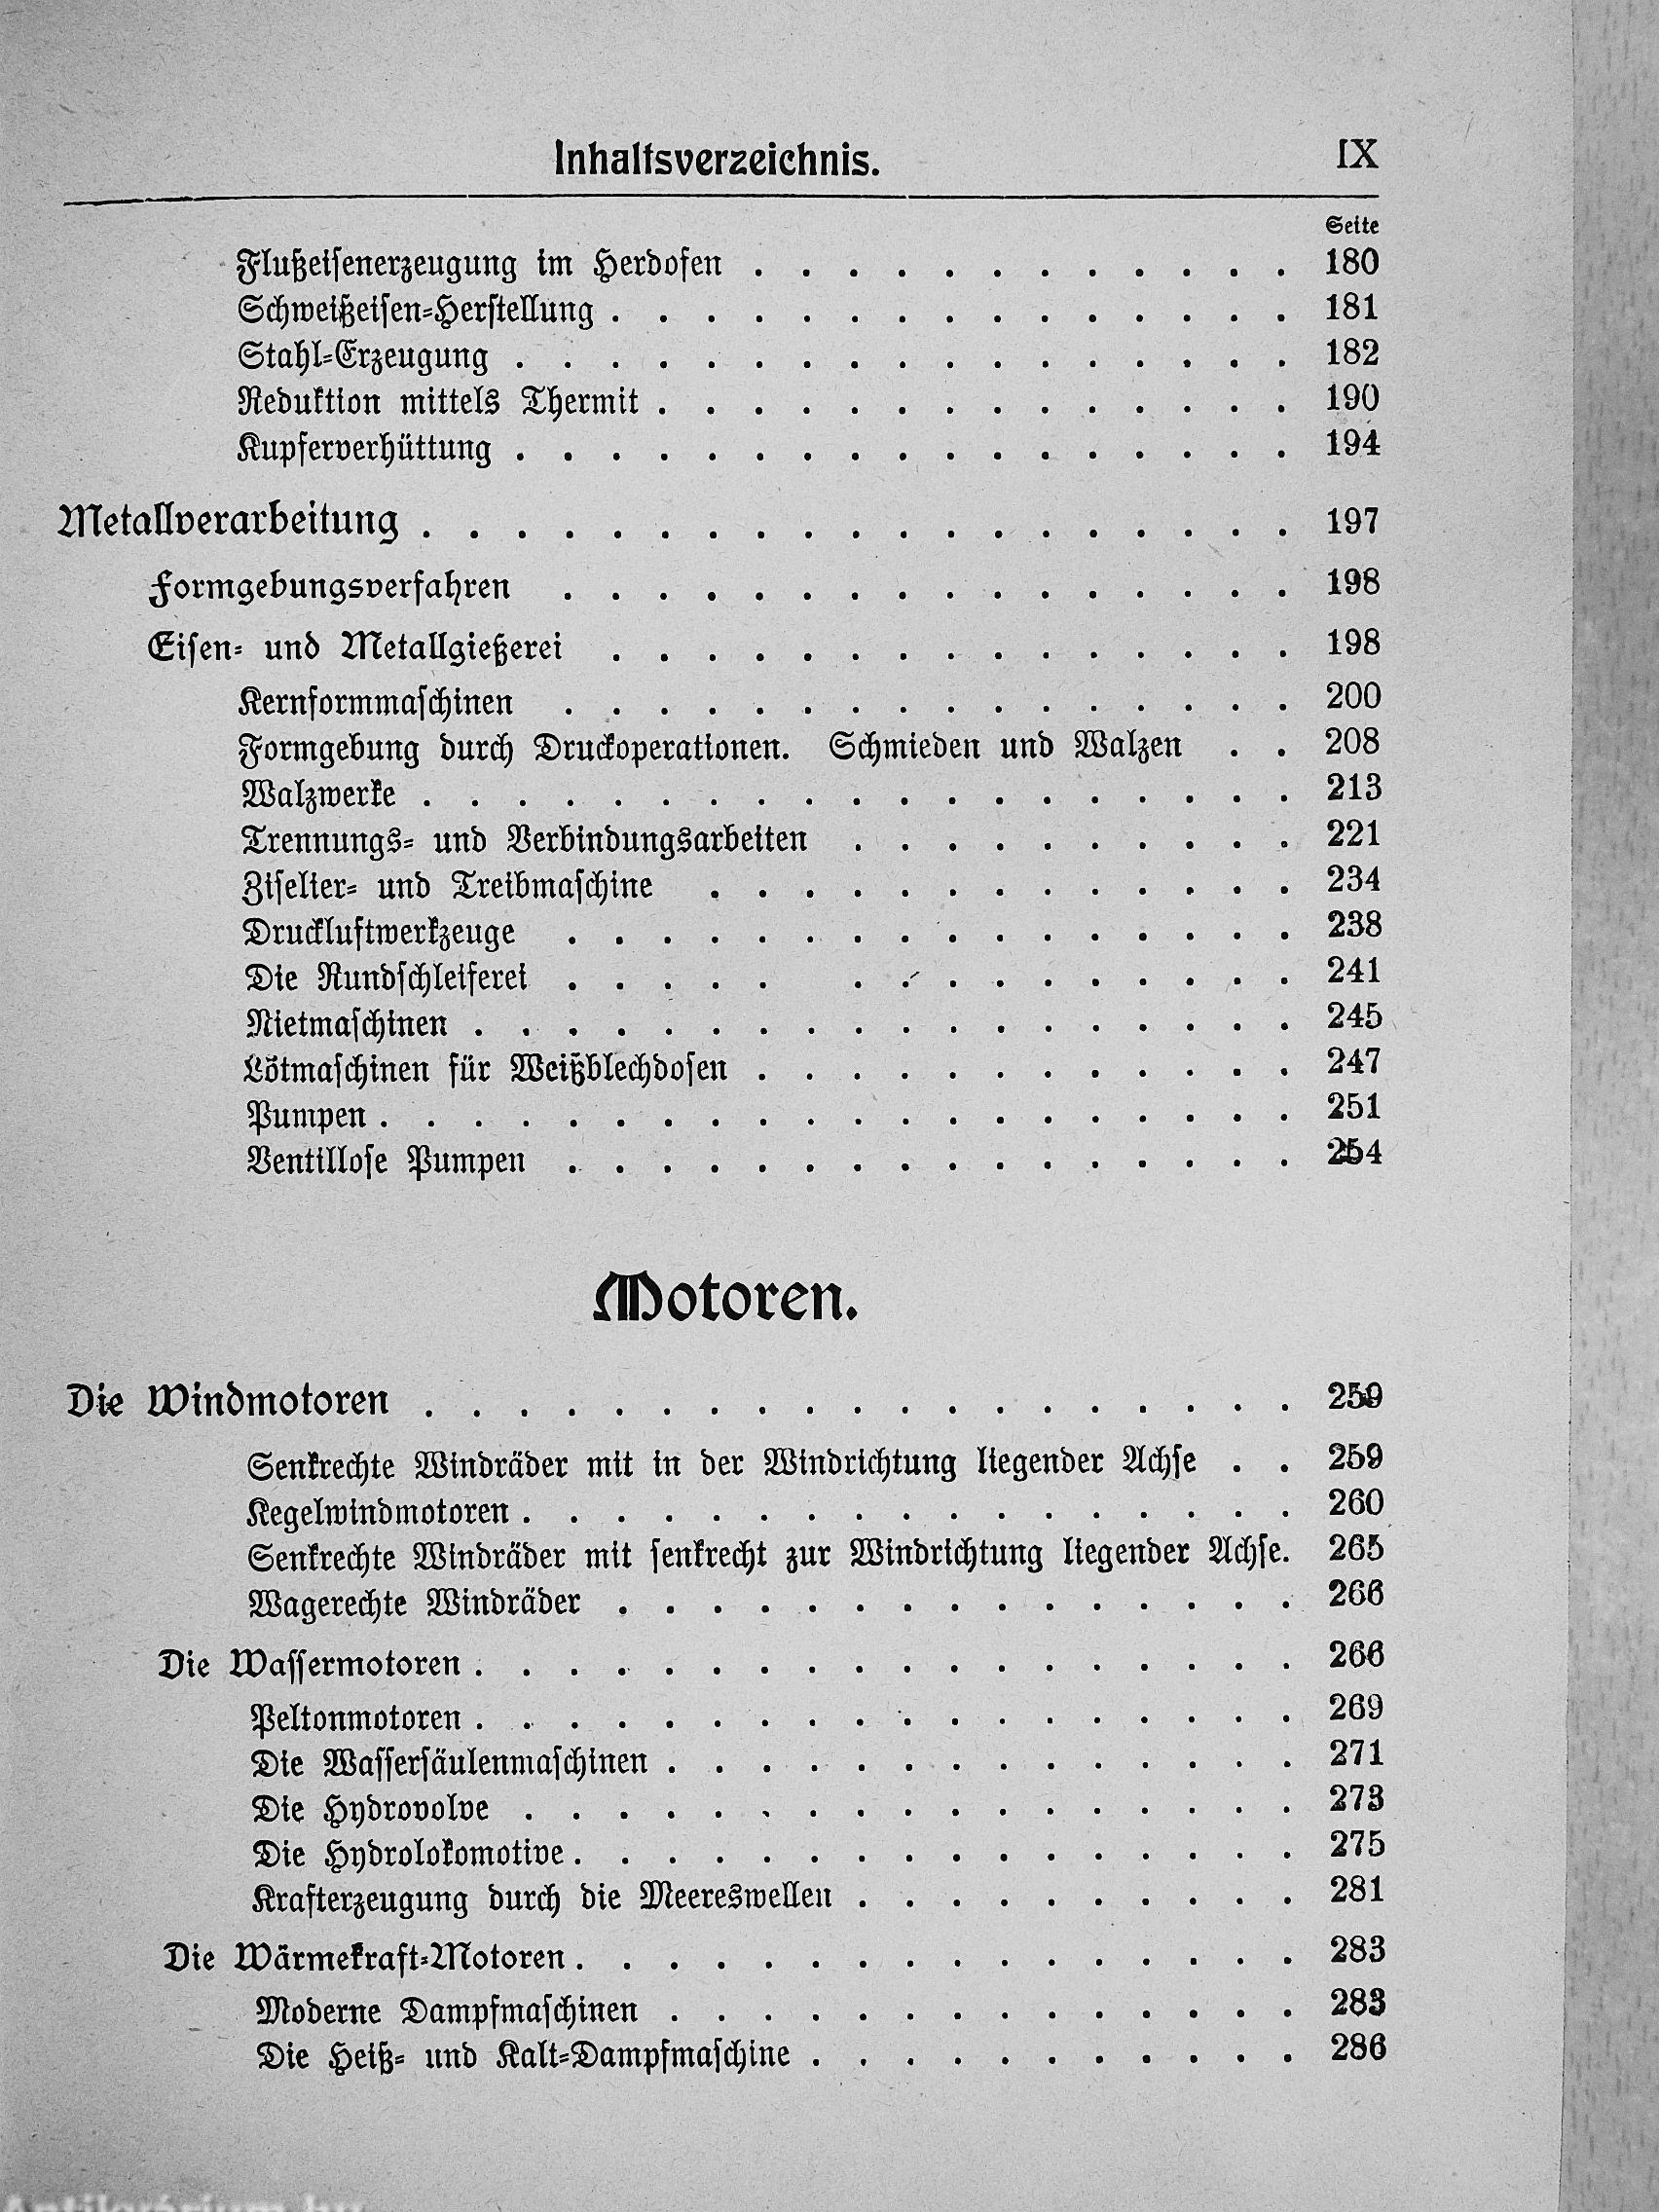 Inhaltsverzeichnis. IX
Seite
Flußeisenerzeugung im Herdofen . . . . . . . . . . . . 180
Schweißeisen-Herstellung . . . . . . . . . . . . . . . 181
Stahl-Erzeugung . . . . . . . . . . . . . . . . . 182
Reduktion mittels Thermit . . . . . . . . . . . . . . 190
Kupferverhüttung . . . . . . . . . . . . . . . . . 194
Metallverarbeitung . . . . . . . . . . . . . . . . . . . 197
Formgebungsverfahren . . . . . . . . . . . . . . . . 198
Eisen- und Metallgießerei . . . . . . . . . . . . . . . 198
Kernformmaschinen . . . . . . . . . . . . . . . . 200
Formgebung durch Druckoperationen. Schmieden und Walzen . . 208
Walzwerke . . . . . . . . . . . . . . . . . . . 213
Trennungs- und Verbindungsarbeiten . . . . . . . . . . 221
Ziselier- und Treibmaschine . . . . . . . . . . . . . 234
Druckluftwerkzeuge . . . . . . . . . . . . . . . . 238
Die Rundschleiferei . . . . . . . . . . . . . . . 241
Nietmaschinen . . . . . . . . . . . . . . . . . . 245
Lötmaschinen für Weißblechdosen . . . . . . . . . . . . 247
Pumpen . . . . . . . . . . . . . . . . . . . . 251
Ventillose Pumpen . . . . . . . . . . . . . . . . 254
Motoren.
Die Windmotoren . . . . . . . . . . . . . . . . . . . 259
Senkrechte Windräder mit in der Windrichtung liegender Achse . . 259
Kegelwindmotoren . . . . . . . . . . . . . . . . . 260
Senkrechte Windräder mit senkrecht zur Windrichtung liegender Achse. 265
Wagerechte Windräder . . . . . . . . . . . . . . . 266
Die Wassermotoren . . . . . . . . . . . . . . . . . . 266
Peltonmotoren . . . . . . . . . . . . . . . . . . 269
Die Wassersäulenmaschinen . . . . . . . . . . . . . . 271
Die Hydrovolve . . . . . . . . . . . . . . . . . 273
Die Hydrolokomotive . . . . . . . . . . . . . . . . 275
Krafterzeugung durch die Meereswellen . . . . . . . . . . 281
Die Wärmekraft-Motoren . . . . . . . . . . . . . . . . 283
Moderne Dampfmaschinen . . . . . . . . . . . . . . 283
Die Heiß- und Kalt-Dampfmaschine . . . . . . . . . . . 286